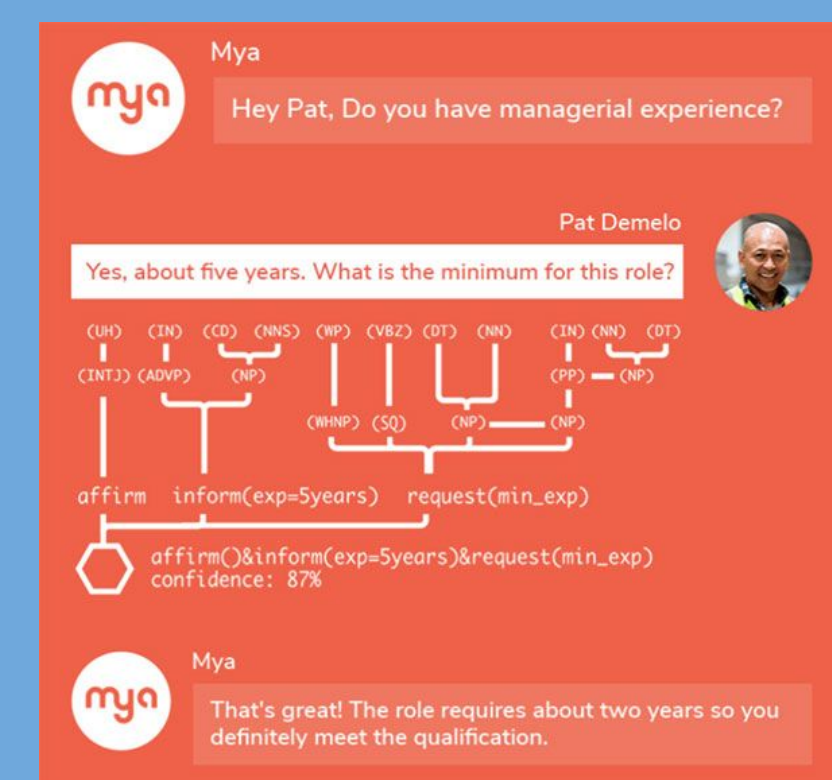 mya
Mya
Hey Pat, Do you have managerial experience?
Pat Demelo
Yes, about five years. What is the minimum for this role?
(UH) (IN) (CD) (NNS) (WP) (VBZ) (DT) (NN) (IN) (NN) (DT)
(INTJ) (ADVP) (NP) (PP) (NP)
(WHNP) (SQ) (NP) (NP)
affirm inform(exp=5years) request(min_exp)
affirm()&inform(exp=5years)&request(min_exp)
confidence: 87%
mya
Mya
That's great! The role requires about two years so you
definitely meet the qualification.